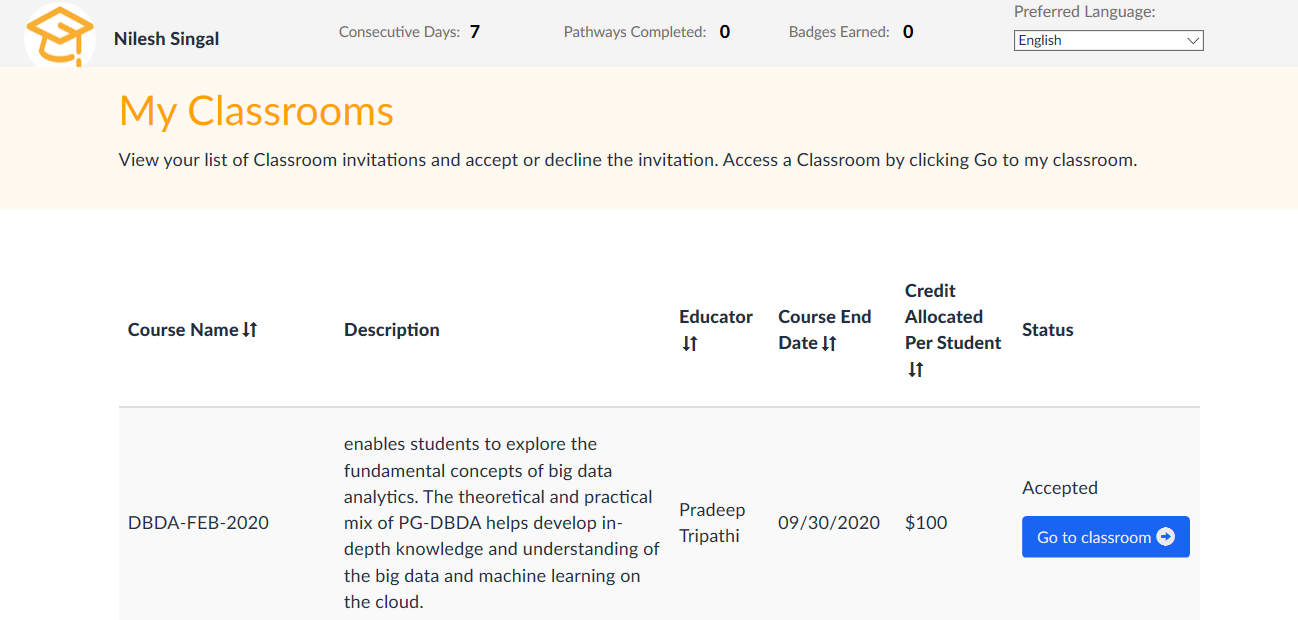 Nilesh Singal
Consecutive Days: 7
Pathways Completed: 0
Badges Earned: 0
Preferred Language:
English
My Classrooms
View your list of Classroom invitations and accept or decline the invitation. Access a Classroom by clicking Go to my classroom.
Course Name
Description
Educator
Course End
Date
Credit
Allocated
Per Student
Status
DBDA-FEB-2020
enables students to explore the
fundamental concepts of big data
analytics. The theoretical and practical
mix of PG-DBDA helps develop in-
depth knowledge and understanding of
the big data and machine learning on
the cloud.
Pradeep
Tripathi
09/30/2020
$100
Accepted
Go to classroom